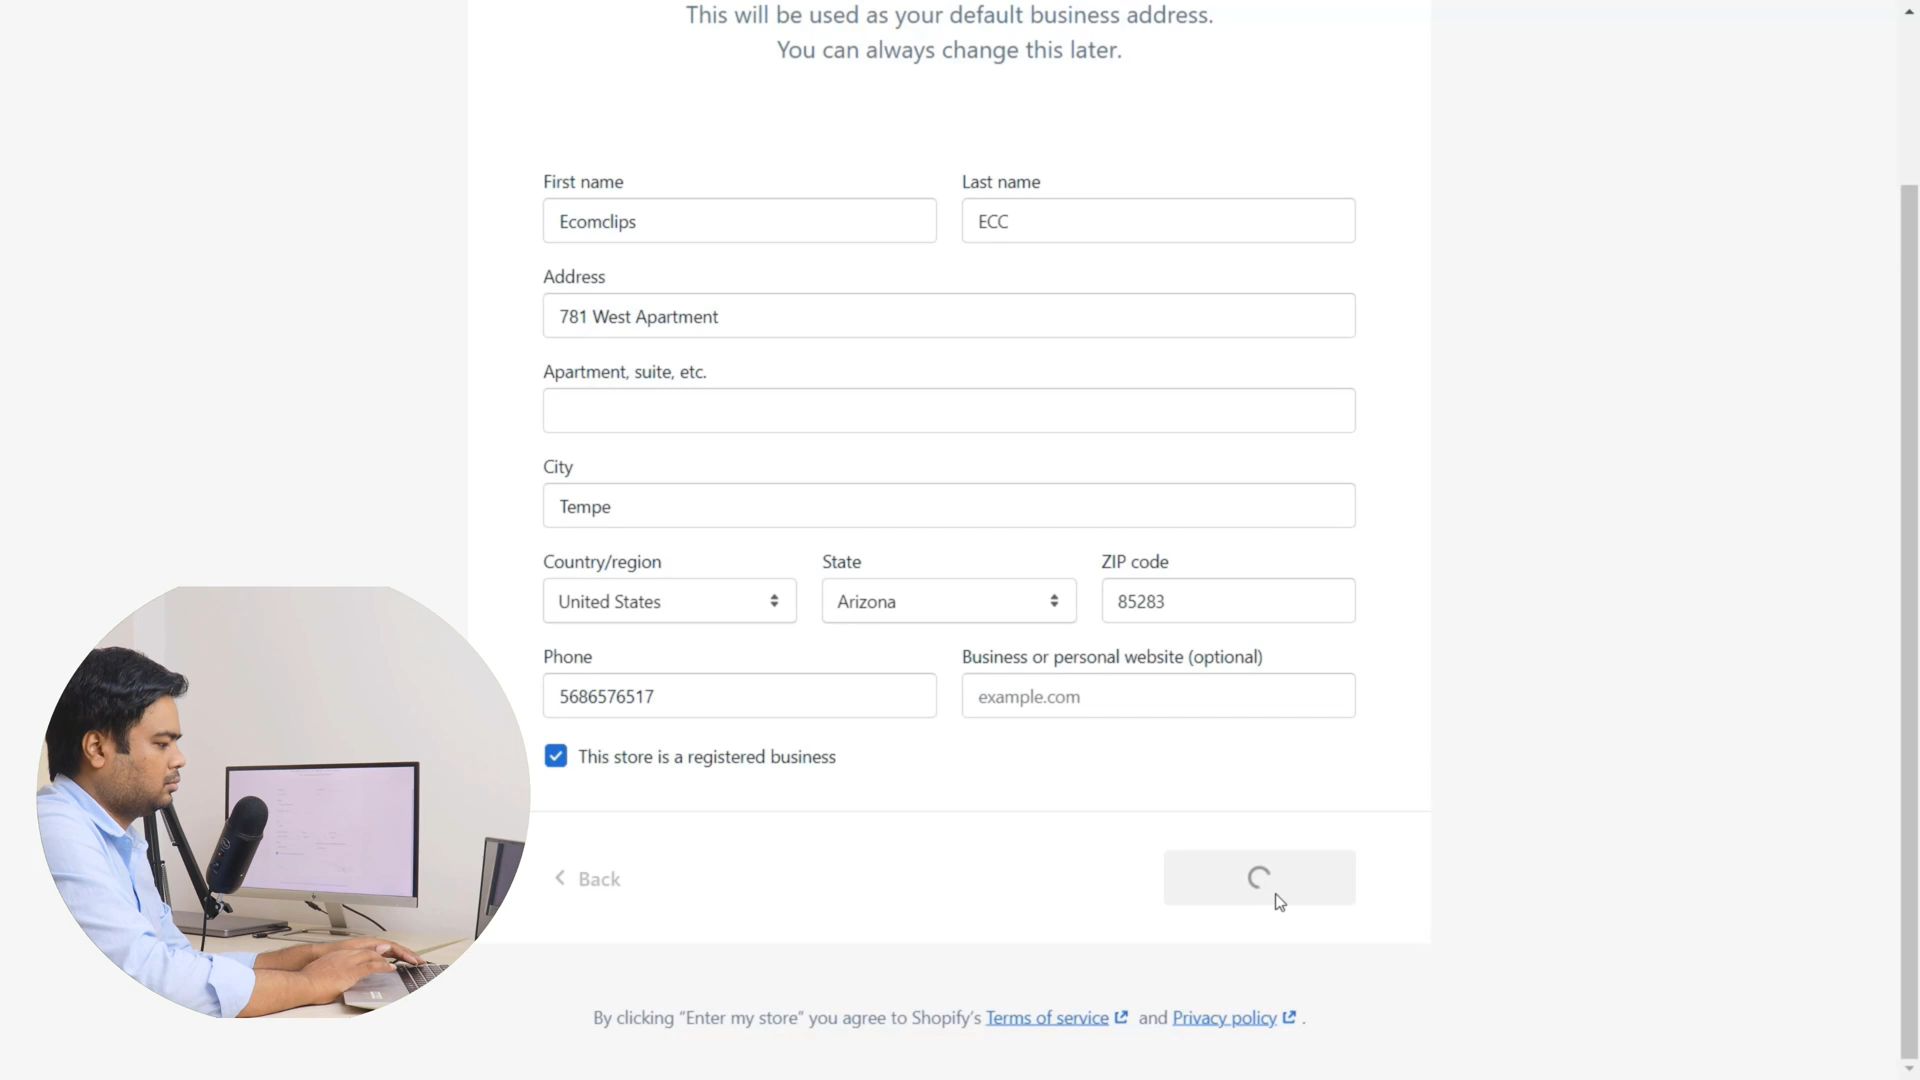 This will be used as your default business address.
You can always change this later.
First name
Last name
Ecomclips
ECC
Address
781 West Apartment
Apartment, suite, etc.
City
Tempe
Country/region
State
ZIP code
United States
Arizona
85283
Phone
Business or personal website (optional)
5686576517
example.com
This store is a registered business
Back
By clicking “Enter my store” you agree to Shopify’s Terms of service and Privacy policy .